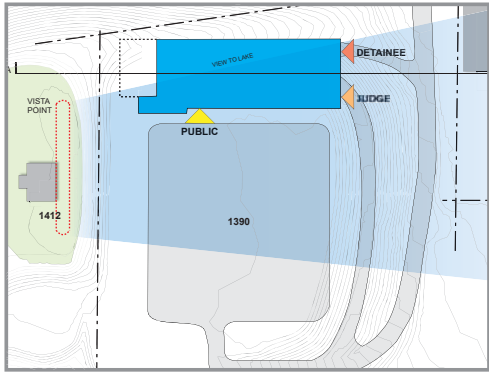 VIEW TO LAKE
DETAINEE
A
VISTA
POINT
JUDGE
PUBLIC
1412
1390